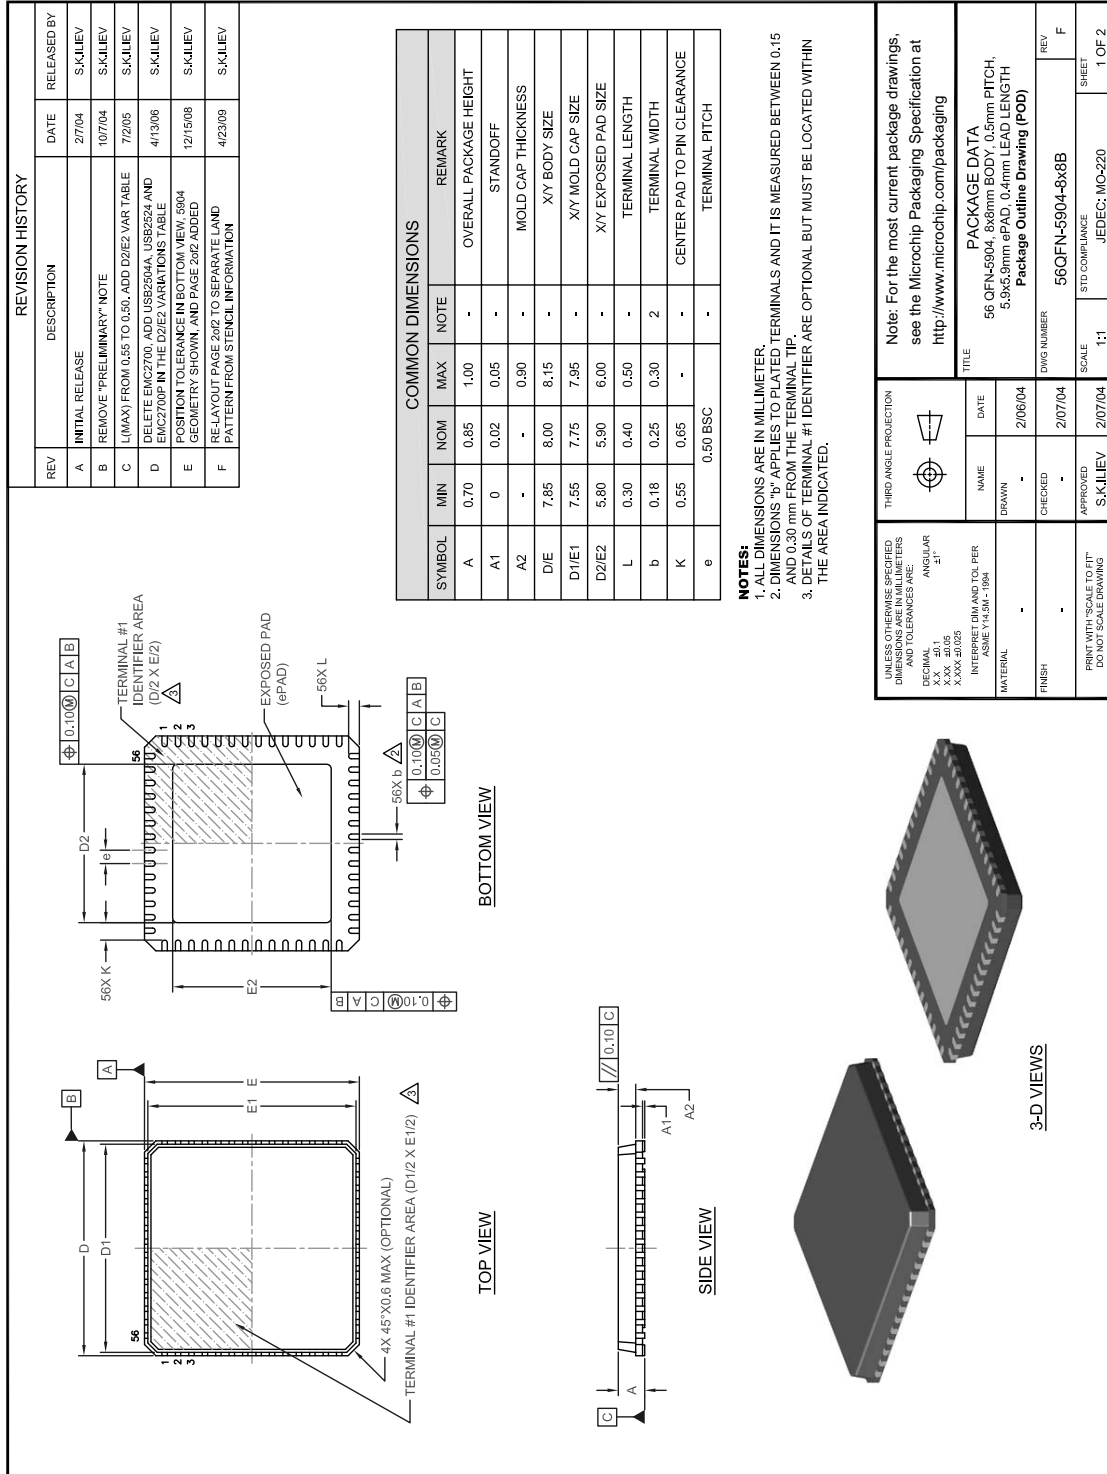 REVISION HISTORY
REV DESCRIPTION DATE RELEASED BY
A INITIAL RELEASE 2/7/04 S.K.ILIEV
B REMOVE "PRELIMINARY" NOTE 10/7/04 S.K.ILIEV
C L(MAX) FROM 0.55 TO 0.50. ADD D2/E2 VAR TABLE 7/2/05 S.K.ILIEV
D DELETE EMC2700, ADD USB2504A, USB2524 AND
EMC2700P IN THE D2/E2 VARIATIONS TABLE 4/13/06 S.K.ILIEV
E POSITION TOLERANCE IN BOTTOM VIEW, 5904
GEOMETRY SHOWN, AND PAGE 2of2 ADDED 12/15/08 S.K.ILIEV
F RE-LAYOUT PAGE 2of2 TO SEPARATE LAND
PATTERN FROM STENCIL INFORMATION 4/23/09 S.K.ILIEV
B
A
D
D1
E
E1
56
1
2
3
4X 45°X0.6 MAX (OPTIONAL)
TERMINAL #1 IDENTIFIER AREA (D1/2 X E1/2) 3
TOP VIEW
⌖ 0.10Ⓜ C A B
D2
e
56X K
E2
⌖ 0.10Ⓜ C A B
56
1
2
3
TERMINAL #1
IDENTIFIER AREA
(D/2 X E/2) 3
EXPOSED PAD
(ePAD)
56X L
56X b 2
⌖ 0.10Ⓜ C A B
0.05Ⓜ C
BOTTOM VIEW
C
A
// 0.10 C
A1
A2
SIDE VIEW
3-D VIEWS
COMMON DIMENSIONS
SYMBOL MIN NOM MAX NOTE REMARK
A 0.70 0.85 1.00 - OVERALL PACKAGE HEIGHT
A1 0 0.02 0.05 - STANDOFF
A2 - - 0.90 - MOLD CAP THICKNESS
D/E 7.85 8.00 8.15 - X/Y BODY SIZE
D1/E1 7.55 7.75 7.95 - X/Y MOLD CAP SIZE
D2/E2 5.80 5.90 6.00 - X/Y EXPOSED PAD SIZE
L 0.30 0.40 0.50 - TERMINAL LENGTH
b 0.18 0.25 0.30 2 TERMINAL WIDTH
K 0.55 0.65 - - CENTER PAD TO PIN CLEARANCE
e 0.50 BSC - TERMINAL PITCH
NOTES:
1. ALL DIMENSIONS ARE IN MILLIMETER.
2. DIMENSIONS "b" APPLIES TO PLATED TERMINALS AND IT IS MEASURED BETWEEN 0.15
AND 0.30 mm FROM THE TERMINAL TIP.
3. DETAILS OF TERMINAL #1 IDENTIFIER ARE OPTIONAL BUT MUST BE LOCATED WITHIN
THE AREA INDICATED.
UNLESS OTHERWISE SPECIFIED
DIMENSIONS ARE IN MILLIMETERS
AND TOLERANCES ARE:
DECIMAL ANGULAR
X.X ±0.1 ±1°
X.XX ±0.05
X.XXX ±0.025
INTERPRET DIM AND TOL PER
ASME Y14.5M - 1994
MATERIAL
-
FINISH
-
PRINT WITH "SCALE TO FIT"
DO NOT SCALE DRAWING
THIRD ANGLE PROJECTION
NAME DATE
DRAWN
- 2/06/04
CHECKED
- 2/07/04
APPROVED
S.K.ILIEV 2/07/04
Note: For the most current package drawings,
see the Microchip Packaging Specification at
http://www.microchip.com/packaging
TITLE
PACKAGE DATA
56 QFN-5904, 8x8mm BODY, 0.5mm PITCH,
5.9x5.9mm ePAD, 0.4mm LEAD LENGTH
Package Outline Drawing (POD)
DWG NUMBER REV
56QFN-5904-8x8B F
SCALE STD COMPLIANCE SHEET
1:1 JEDEC: MO-220 1 OF 2